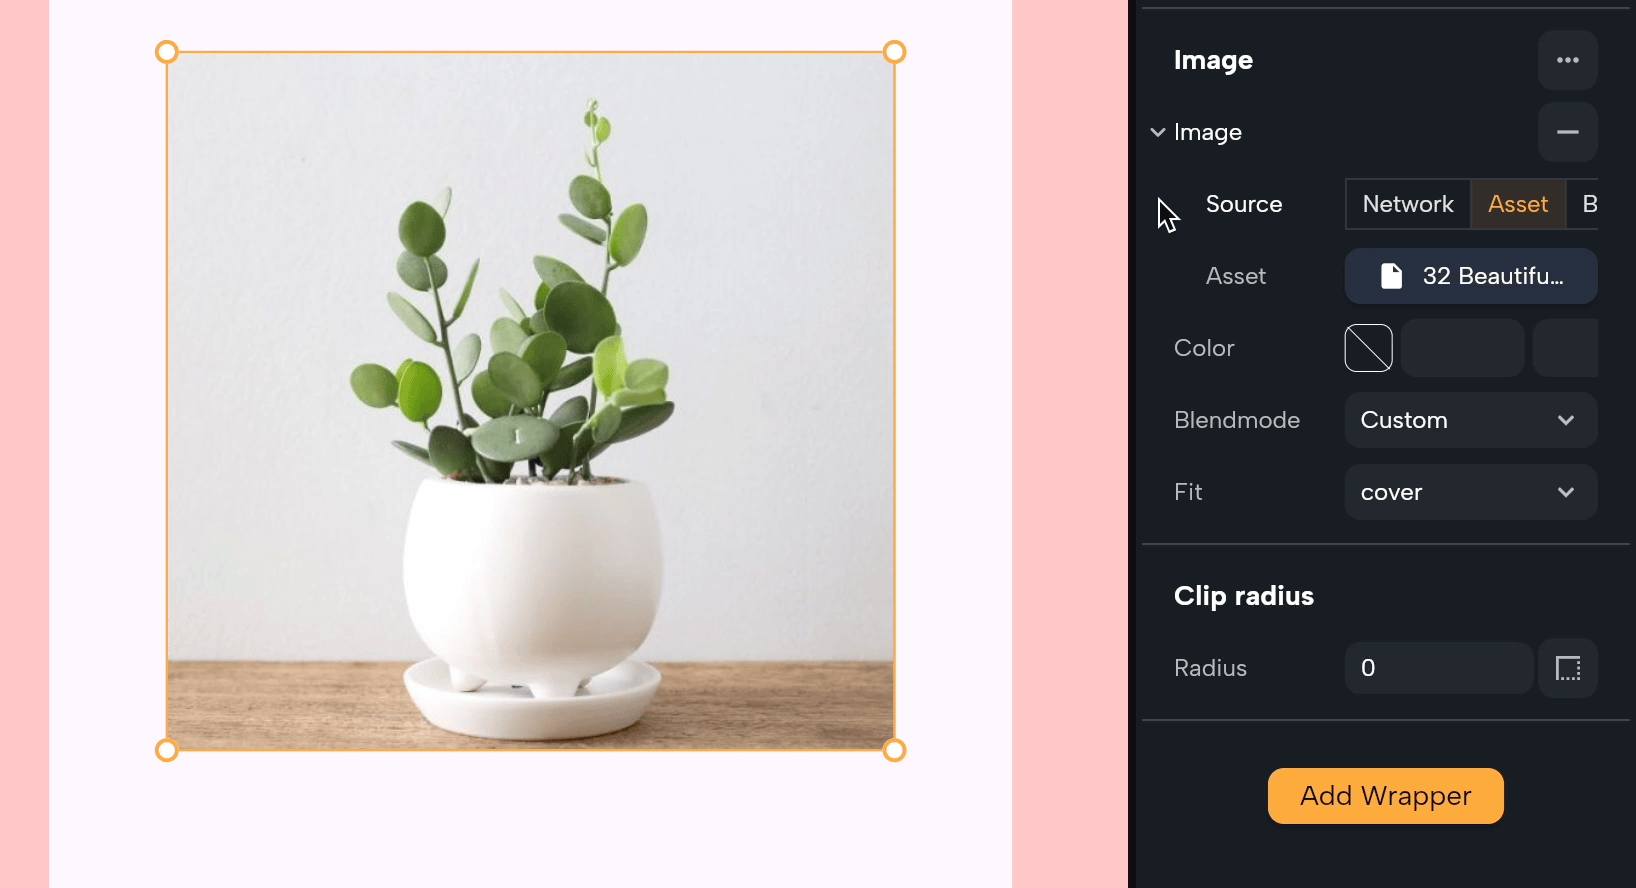 Image
Image
Source Network Asset B
Asset 32 Beautifu...
Color
Blendmode Custom
Fit cover
Clip radius
Radius 0
Add Wrapper